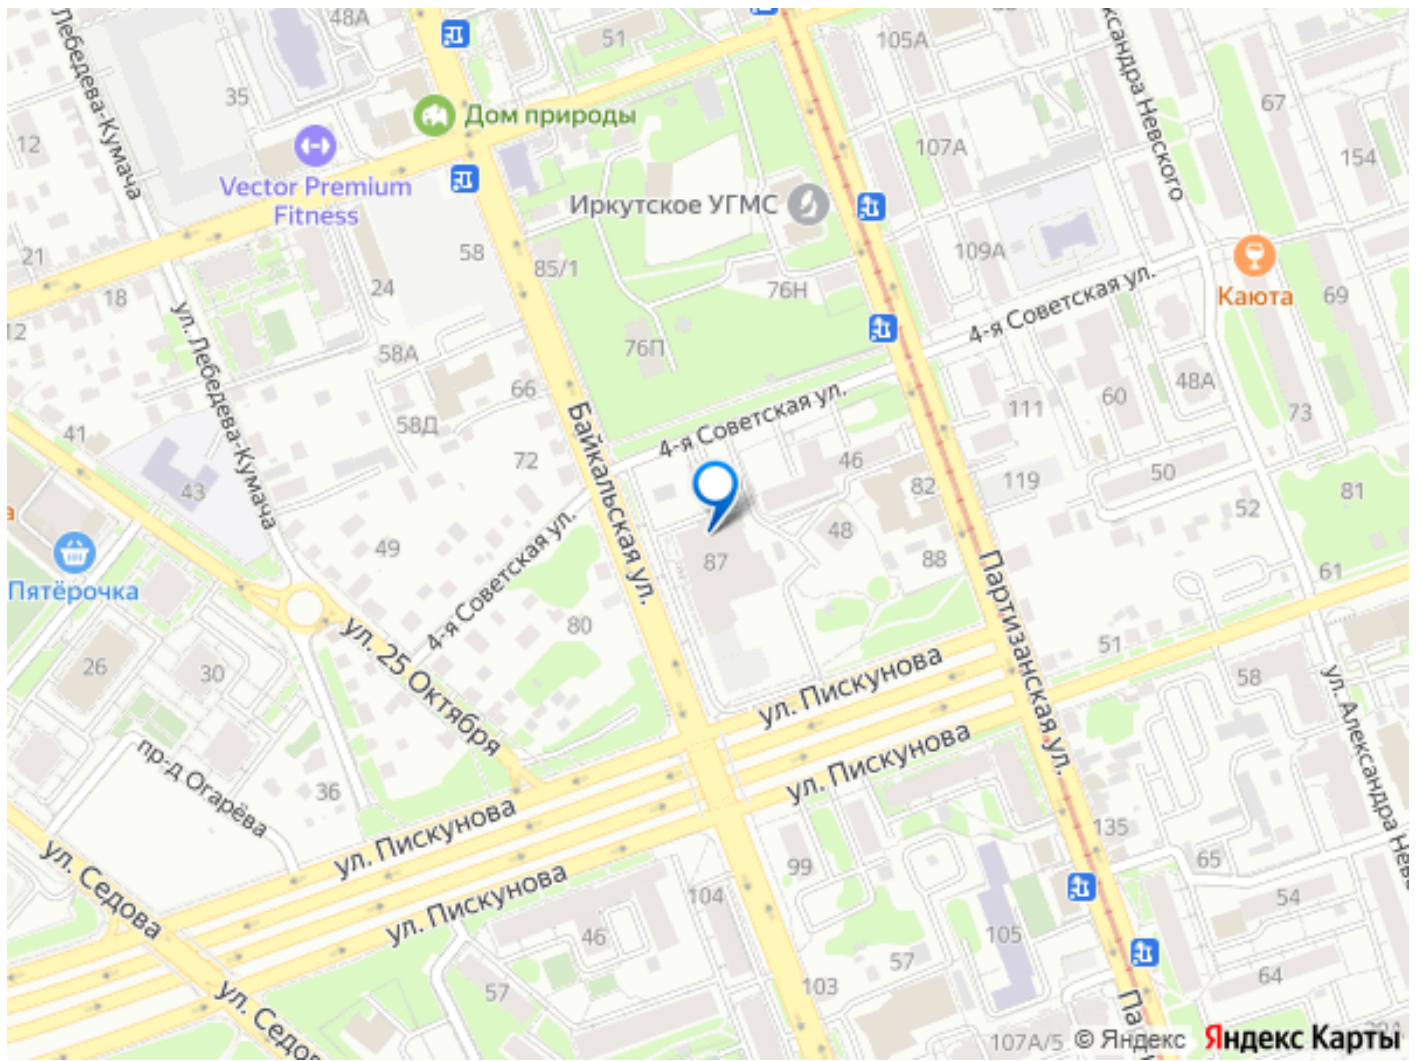 48А
51
105А
Лебедева-Кумача
35
67
12
Дом природы
107А
154
Vector Premium
Fitness
Иркутское УГМС
ксандра Невского
21
58
85/1
109А
24
76Н
4-я Советская ул.
Каюта
69
18
12
ул. Лебедева-Кумача
58А
76П
66
48А
60
111
73
4-я Советская ул.
58Д
41
Байкальская ул.
72
46
50
43
82
119
81
52
48
49
4-я Советская ул.
87
88
Партизанская ул.
61
а
Пятёрочка
80
ул. 25 Октября
51
26
30
ул. Пискунова
58
ул. Александра Нев
пр-д Огарёва
36
ул. Пискунова
ул. Пискунова
135
99
65
ул. Седова
ул. Пискунова
104
54
46
105
57
64
57
103
ул. Седов
Па
107А/5
© Яндекс
Яндекс Карты